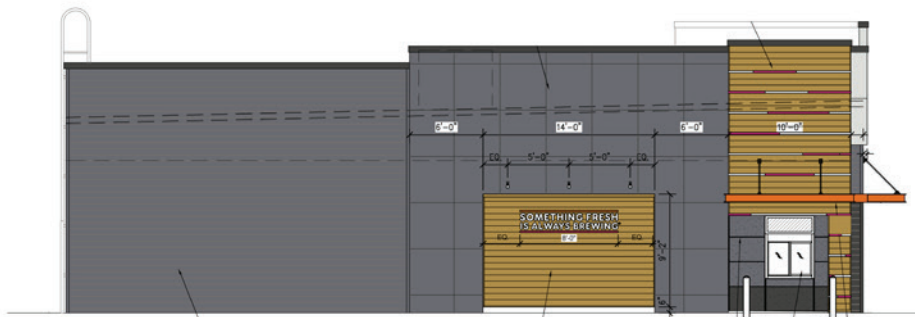 6'-0" 14'-0" 6'-0" 10'-0"
EQ. 5'-0" 5'-0" EQ.
SOMETHING FRESH
IS ALWAYS BREWING
EQ. 8'-0" EQ.
9'-2"
6"